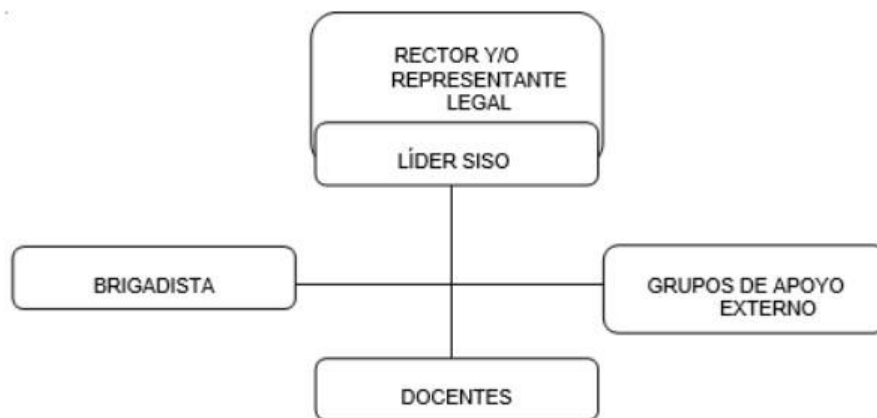 RECTOR Y/O
REPRESENTANTE
LEGAL
LÍDER SISO
BRIGADISTA
GRUPOS DE APOYO
EXTERNO
DOCENTES